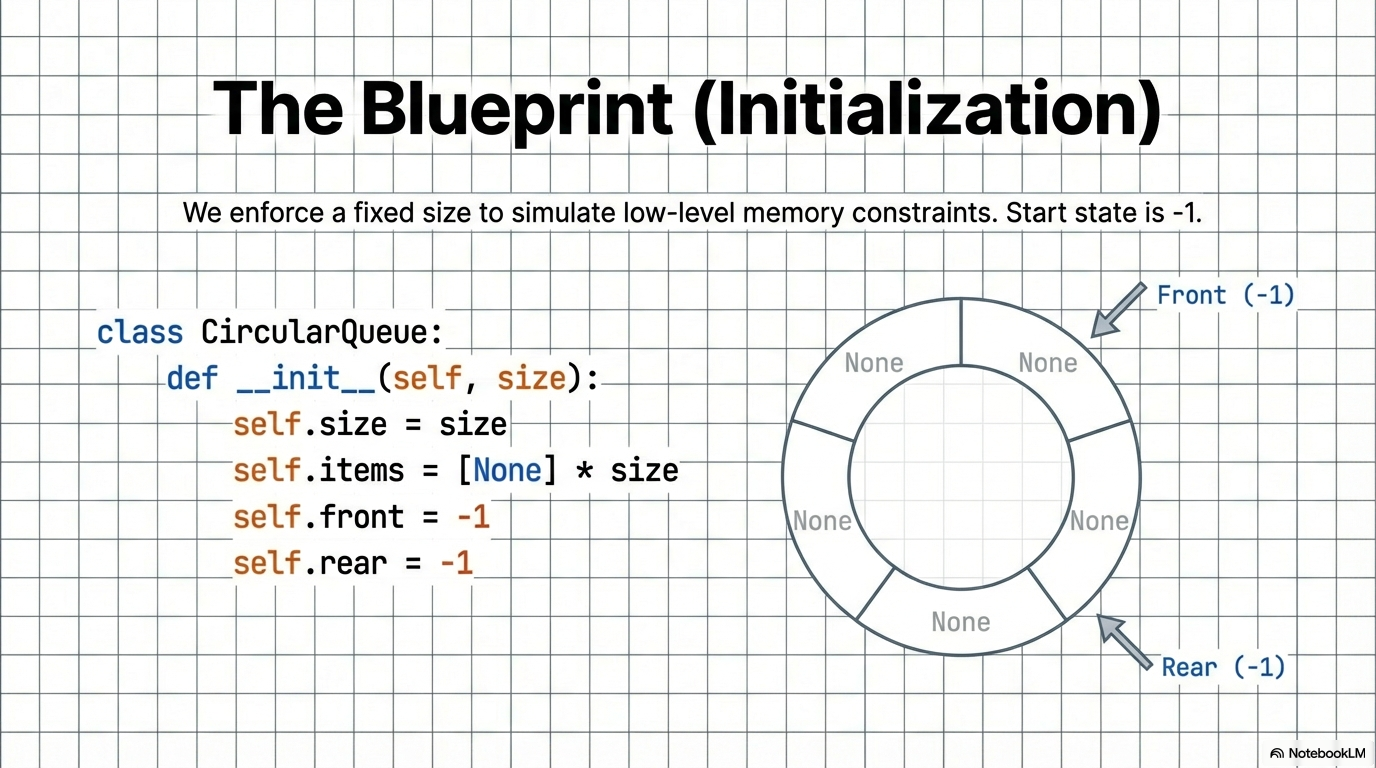 The Blueprint (Initialization)
We enforce a fixed size to simulate low-level memory constraints. Start state is -1.
class CircularQueue:
    def __init__(self, size):
        self.size = size
        self.items = [None] * size
        self.front = -1
        self.rear = -1
Front (-1)
None
None
None
None
None
Rear (-1)
NotebookLM